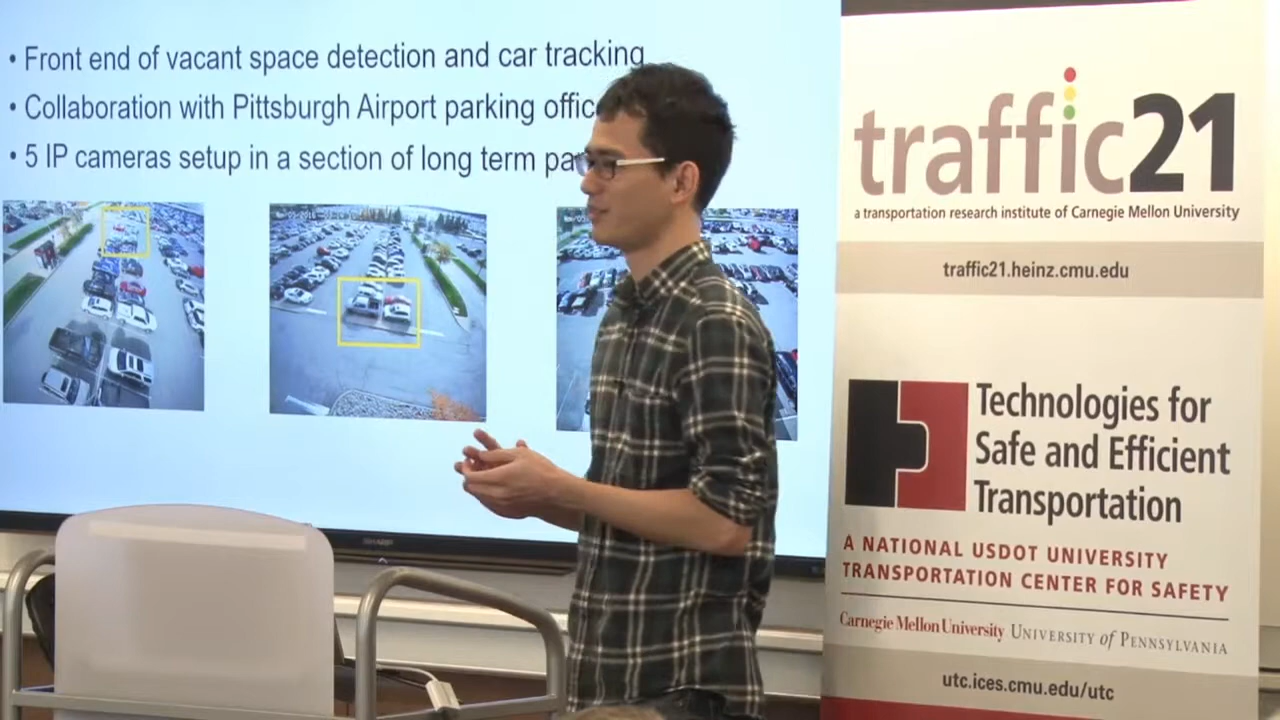 • Front end of vacant space detection and car tracking
• Collaboration with Pittsburgh Airport parking offic
• 5 IP cameras setup in a section of long term pa
SHARP
traffic21
a transportation research institute of Carnegie Mellon University
traffic21.heinz.cmu.edu
Technologies for
Safe and Efficient
Transportation
A NATIONAL USDOT UNIVERSITY
TRANSPORTATION CENTER FOR SAFETY
Carnegie Mellon University UNIVERSITY of PENNSYLVANIA
utc.ices.cmu.edu/utc